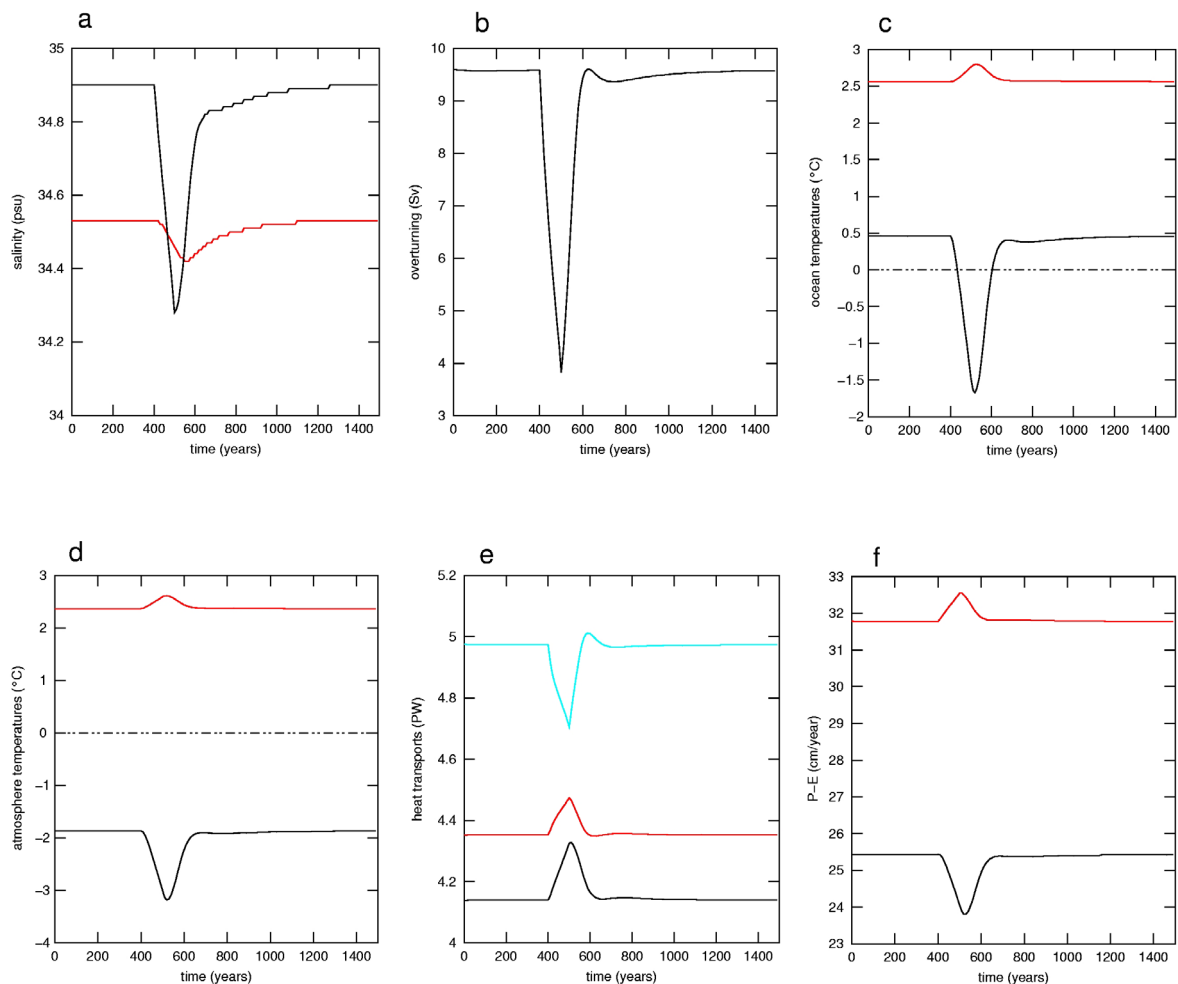 a
35
34.8
34.6
34.4
34.2
34
salinity (psu)
0 200 400 600 800 1000 1200 1400
time (years)
b
10
9
8
7
6
5
4
3
overturning (Sv)
0 200 400 600 800 1000 1200 1400
time (years)
c
3
2.5
2
1.5
1
0.5
0
−0.5
−1
−1.5
−2
ocean temperatures (°C)
0 200 400 600 800 1000 1200 1400
time (years)
d
3
2
1
0
−1
−2
−3
−4
atmosphere temperatures (°C)
0 200 400 600 800 1000 1200 1400
time (years)
e
5.2
5
4.8
4.6
4.4
4.2
4
heat transports (PW)
0 200 400 600 800 1000 1200 1400
time (years)
f
33
32
31
30
29
28
27
26
25
24
23
P−E (cm/year)
0 200 400 600 800 1000 1200 1400
time (years)